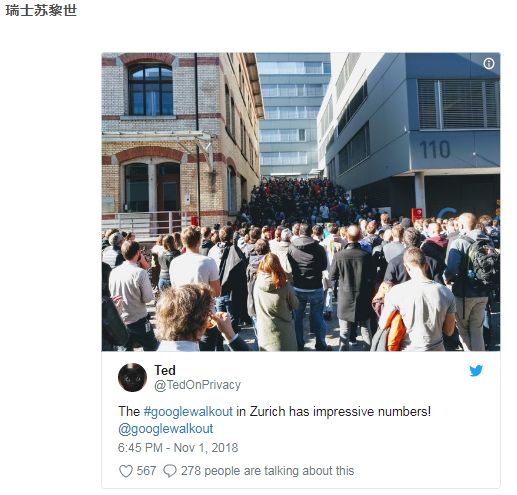 瑞士苏黎世
110
Ted
@TedOnPrivacy
The #googlewalkout in Zurich has impressive numbers!
@googlewalkout
6:45 PM - Nov 1, 2018
567 278 people are talking about this